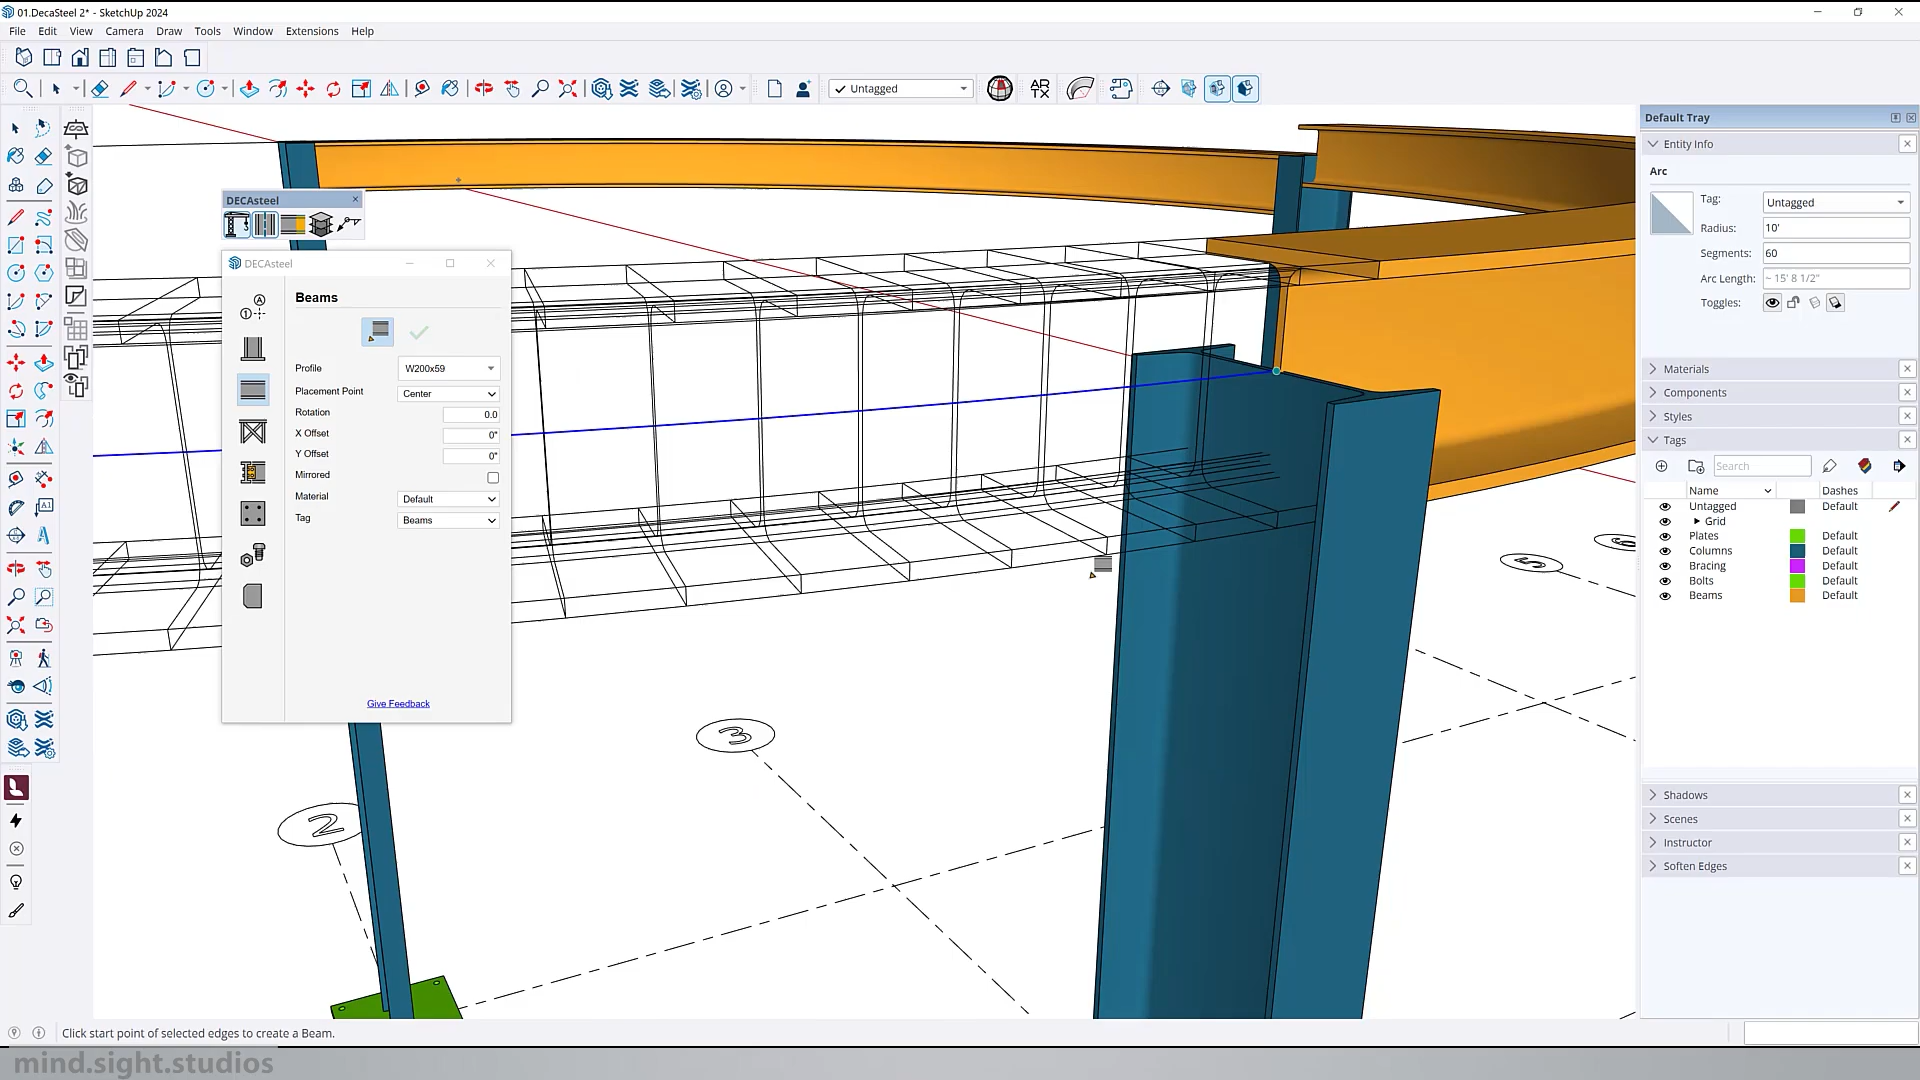 01.DecaSteel 2* - SketchUp 2024
File Edit View Camera Draw Tools Window Extensions Help
Untagged
AR
TX
DECAsteel
DECAsteel
Beams
Profile W200x59
Placement Point Center
Rotation 0.0
X Offset 0"
Y Offset 0"
Mirrored
Material Default
Tag Beams
Give Feedback
2
3
5
Default Tray
Entity Info
Arc
Tag: Untagged
Radius: 10'
Segments: 60
Arc Length: ~ 15' 8 1/2"
Toggles:
Materials
Components
Styles
Tags
Search
Name Dashes
Untagged Default
Grid
Plates Default
Columns Default
Bracing Default
Bolts Default
Beams Default
Shadows
Scenes
Instructor
Soften Edges
Click start point of selected edges to create a Beam.
mind.sight.studios